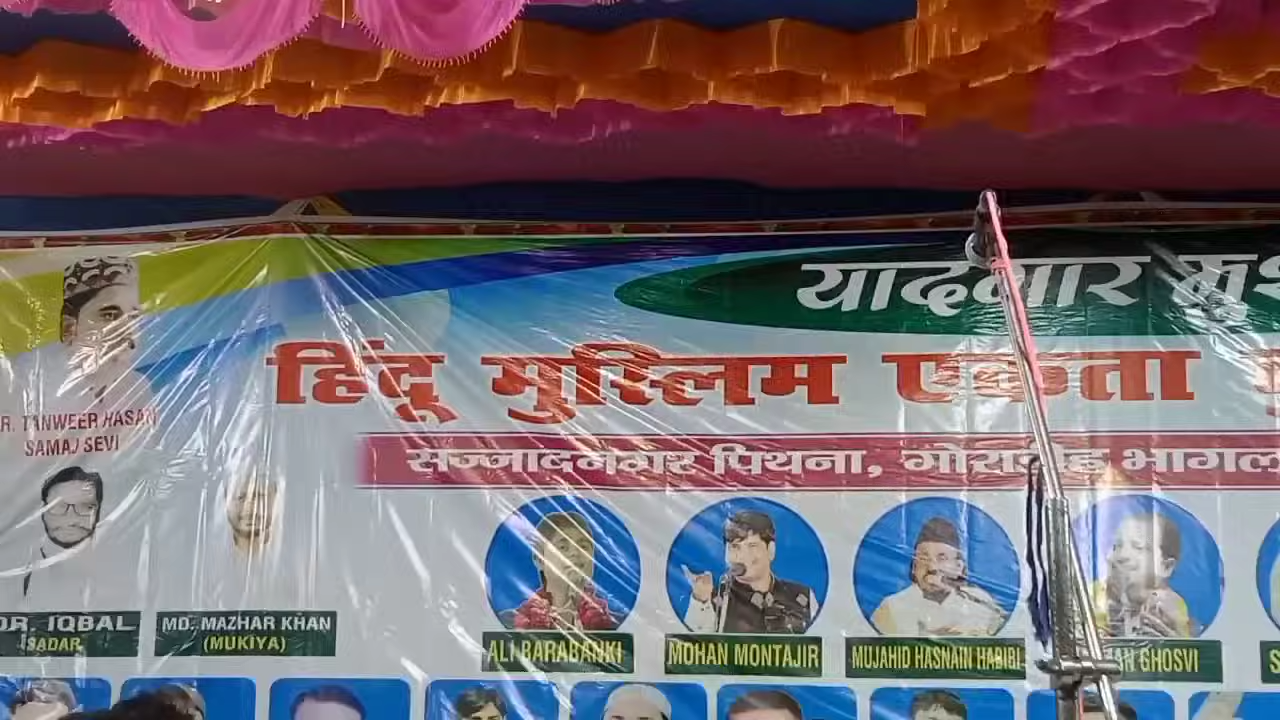 यादगार
हिंदू मुस्लिम एकता
सज्जादनगर पिथना, गोराडीह
R. TANWEER HASAN
SAMAJ SEVI
DR. IQBAL
SADAR
MD. MAZHAR KHAN
(MUKIYA)
ALI BARABANKI
MOHAN MONTAJIR
MUJAHID HASNAIN HABIBI
GHOSVI